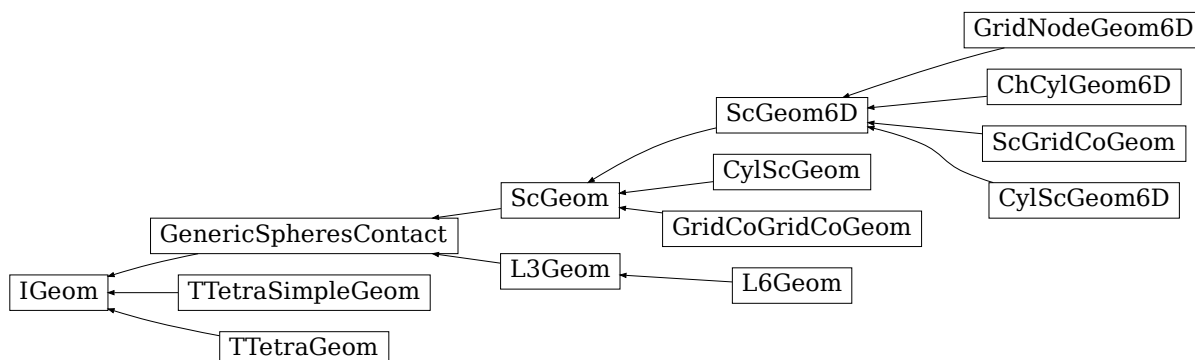 GridNodeGeom6D
ChCylGeom6D
ScGeom6D
ScGridCoGeom
CylScGeom
CylScGeom6D
ScGeom
GridCoGridCoGeom
GenericSpheresContact
L3Geom
L6Geom
IGeom
TTetraSimpleGeom
TTetraGeom